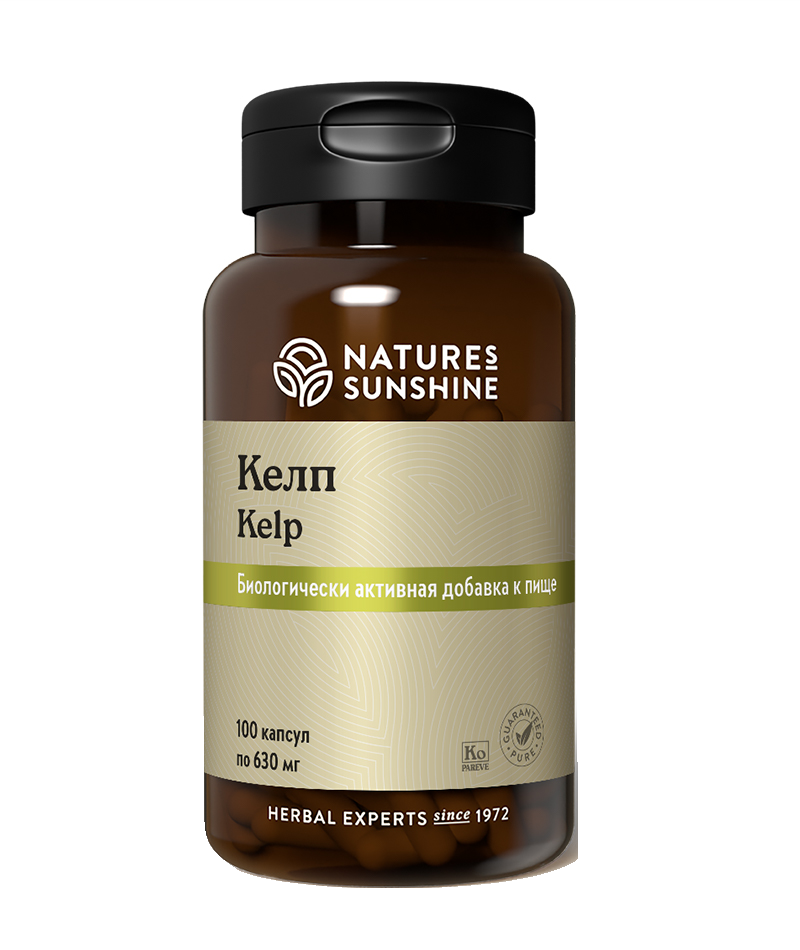 NATURES
SUNSHINE
Келп
Kelp
Биологически активная добавка к пище
100 капсул
по 630 мг
Ko
PAREVE
GUARANTEED
PURE
HERBAL EXPERTS since 1972